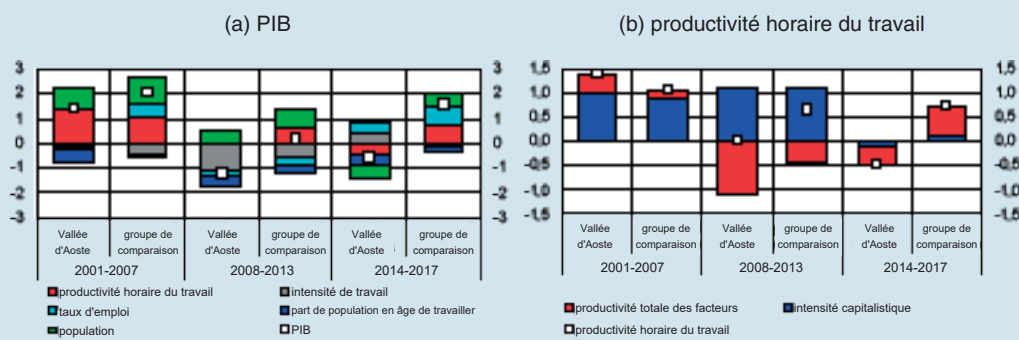 (a) PIB
(b) productivité horaire du travail
3 3
2 2
1 1
0 0
-1 -1
-2 -2
-3 -3
Vallée d'Aoste groupe de comparaison Vallée d'Aoste groupe de comparaison Vallée d'Aoste groupe de comparaison
2001-2007 2008-2013 2014-2017
productivité horaire du travail intensité de travail
taux d'emploi part de population en âge de travailler
population PIB
1,5 1,5
1,0 1,0
0,5 0,5
0,0 0,0
-0,5 -0,5
-1,0 -1,0
-1,5 -1,5
Vallée d'Aoste groupe de comparaison Vallée d'Aoste groupe de comparaison Vallée d'Aoste groupe de comparaison
2001-2007 2008-2013 2014-2017
productivité totale des facteurs intensité capitalistique
productivité horaire du travail